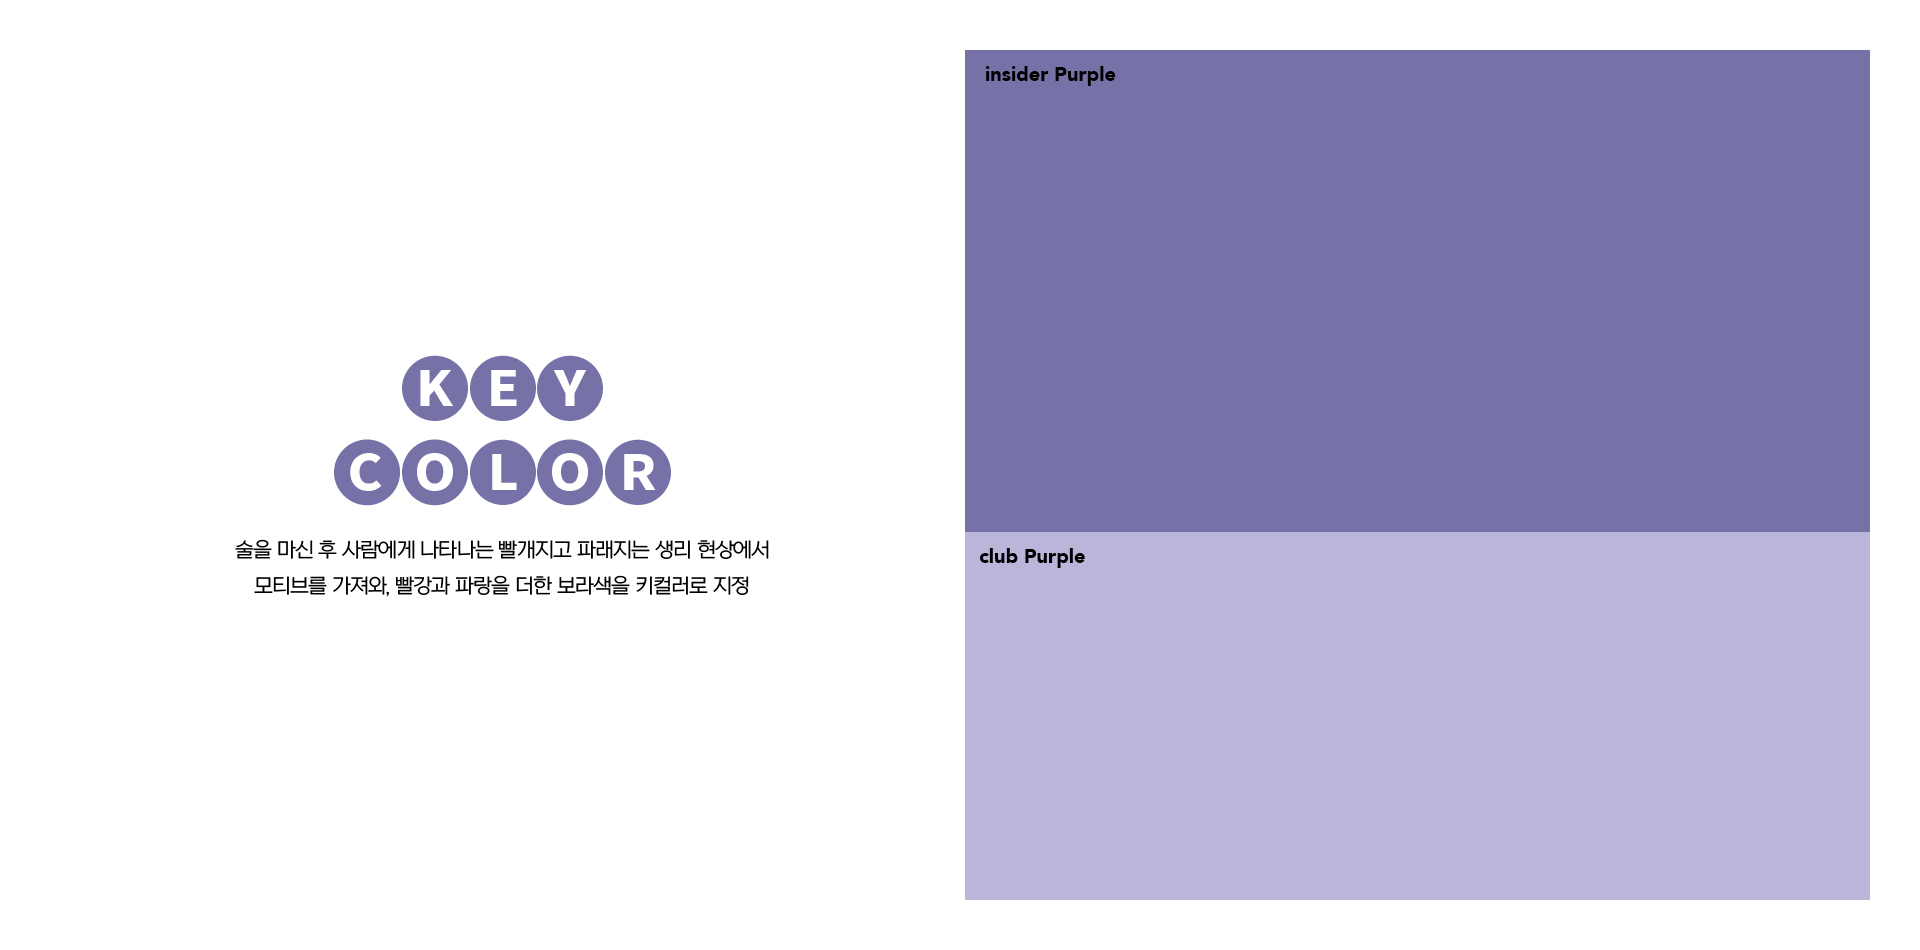 KEY
COLOR
술을 마신 후 사람에게 나타나는 빨개지고 파래지는 생리 현상에서
모티브를 가져와, 빨강과 파랑을 더한 보라색을 키컬러로 지정
insider Purple
club Purple